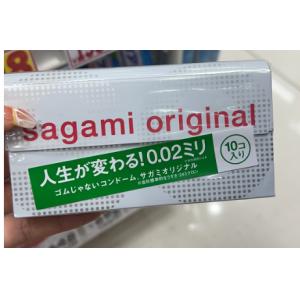 sagami original
人生が変わる!0.02ミリ
10コ入り
ゴムじゃないコンドーム、サガミオリジナル